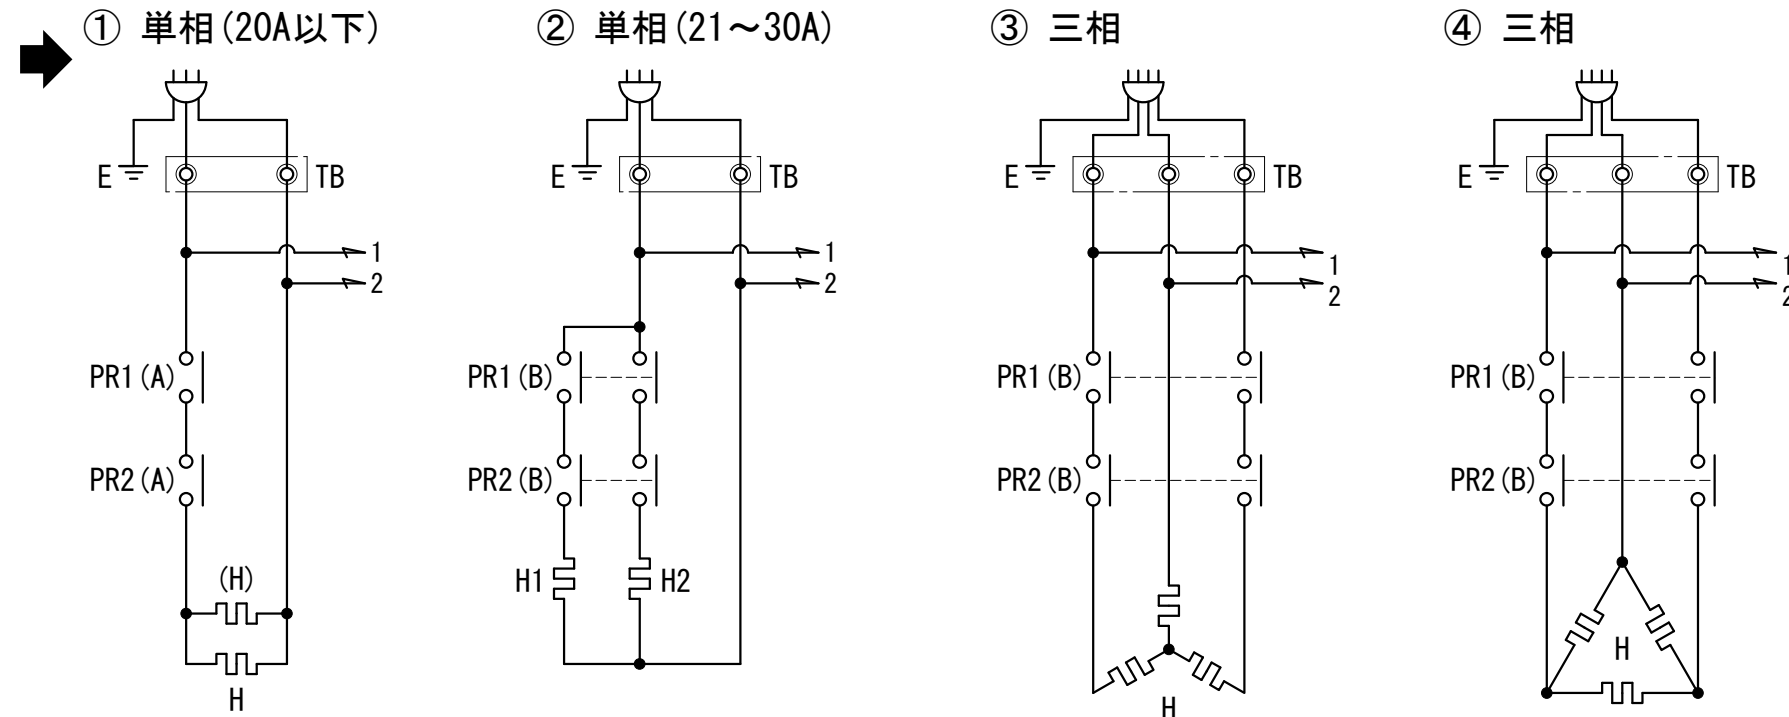 ① 単相(20A以下)
E
TB
1
2
PR1(A)
PR2(A)
(H)
H
② 単相(21～30A)
E
TB
1
2
PR1(B)
PR2(B)
H1
H2
③ 三相
E
TB
1
2
PR1(B)
PR2(B)
H
④ 三相
E
TB
1
2
PR1(B)
PR2(B)
H